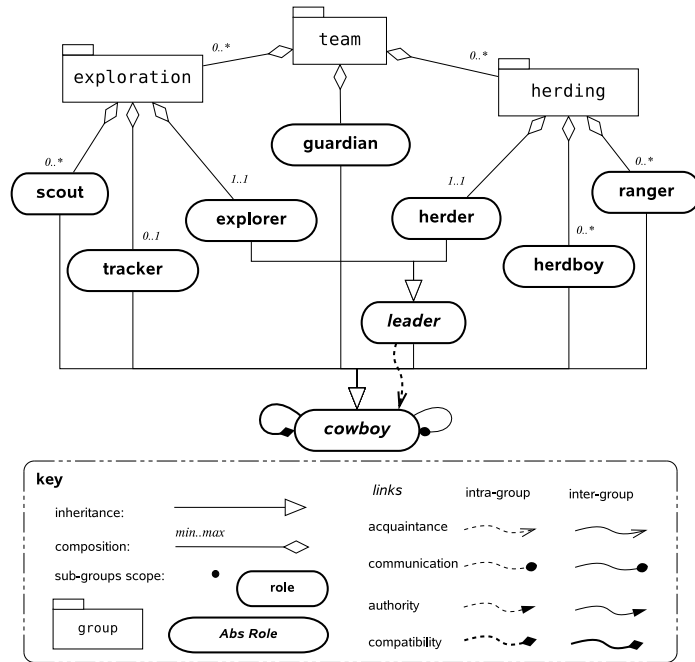 team
0..*
0..*
exploration
herding
guardian
0..*
1..1
1..1
0..*
scout
ranger
explorer
herder
0..1
0..*
tracker
herdboy
leader
cowboy
key
links intra-group inter-group
inheritance:
acquaintance
min..max
composition:
communication
sub-groups scope:
role
authority
group
Abs Role
compatibility